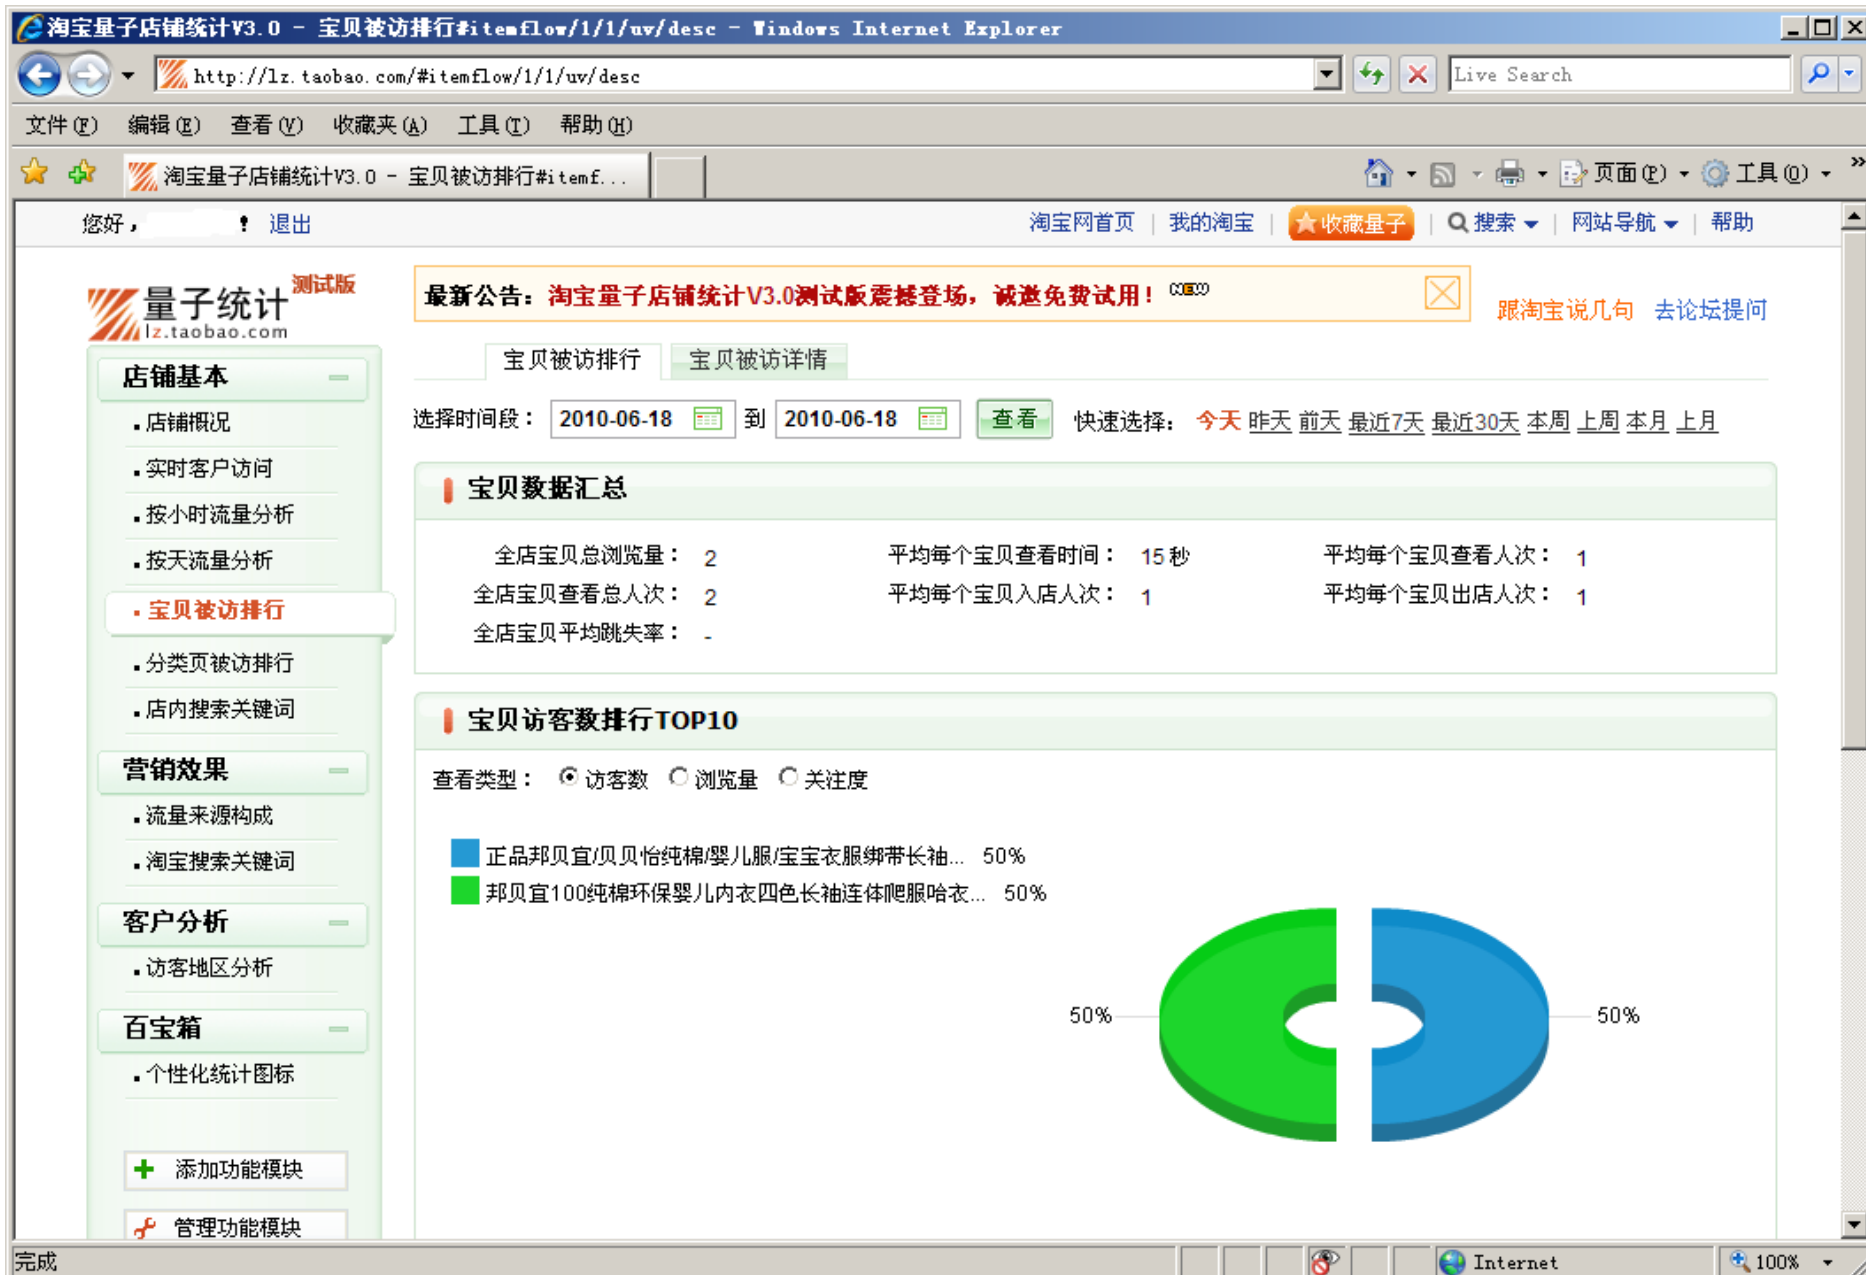 淘宝量子店铺统计V3.0 - 宝贝被访排行#itemflow/1/1/uv/desc - Windows Internet Explorer
http://lz.taobao.com/#itemflow/1/1/uv/desc
Live Search
文件(F) 编辑(E) 查看(V) 收藏夹(A) 工具(T) 帮助(H)
淘宝量子店铺统计V3.0 - 宝贝被访排行#itemf...
页面(P) 工具(O) »
您好, ! 退出
淘宝网首页 | 我的淘宝 | 收藏量子 | 搜索 | 网站导航 | 帮助
量子统计 测试版
lz.taobao.com
最新公告:淘宝量子店铺统计V3.0测试版震撼登场,诚邀免费试用! NEW
跟淘宝说几句 去论坛提问
店铺基本
店铺概况
实时客户访问
按小时流量分析
按天流量分析
宝贝被访排行
分类页被访排行
店内搜索关键词
营销效果
流量来源构成
淘宝搜索关键词
客户分析
访客地区分析
百宝箱
个性化统计图标
添加功能模块
管理功能模块
宝贝被访排行 宝贝被访详情
选择时间段: 2010-06-18 到 2010-06-18 查看 快速选择: 今天 昨天 前天 最近7天 最近30天 本周 上周 本月 上月
宝贝数据汇总
全店宝贝总浏览量: 2 平均每个宝贝查看时间: 15秒 平均每个宝贝查看人次: 1
全店宝贝查看总人次: 2 平均每个宝贝入店人次: 1 平均每个宝贝出店人次: 1
全店宝贝平均跳失率: -
宝贝访客数排行TOP10
查看类型: 访客数 浏览量 关注度
正品邦贝宜/贝贝怡纯棉/婴儿服/宝宝衣服绑带长袖... 50%
邦贝宜100纯棉环保婴儿内衣四色长袖连体爬服哈衣... 50%
50%
50%
完成
Internet
100%